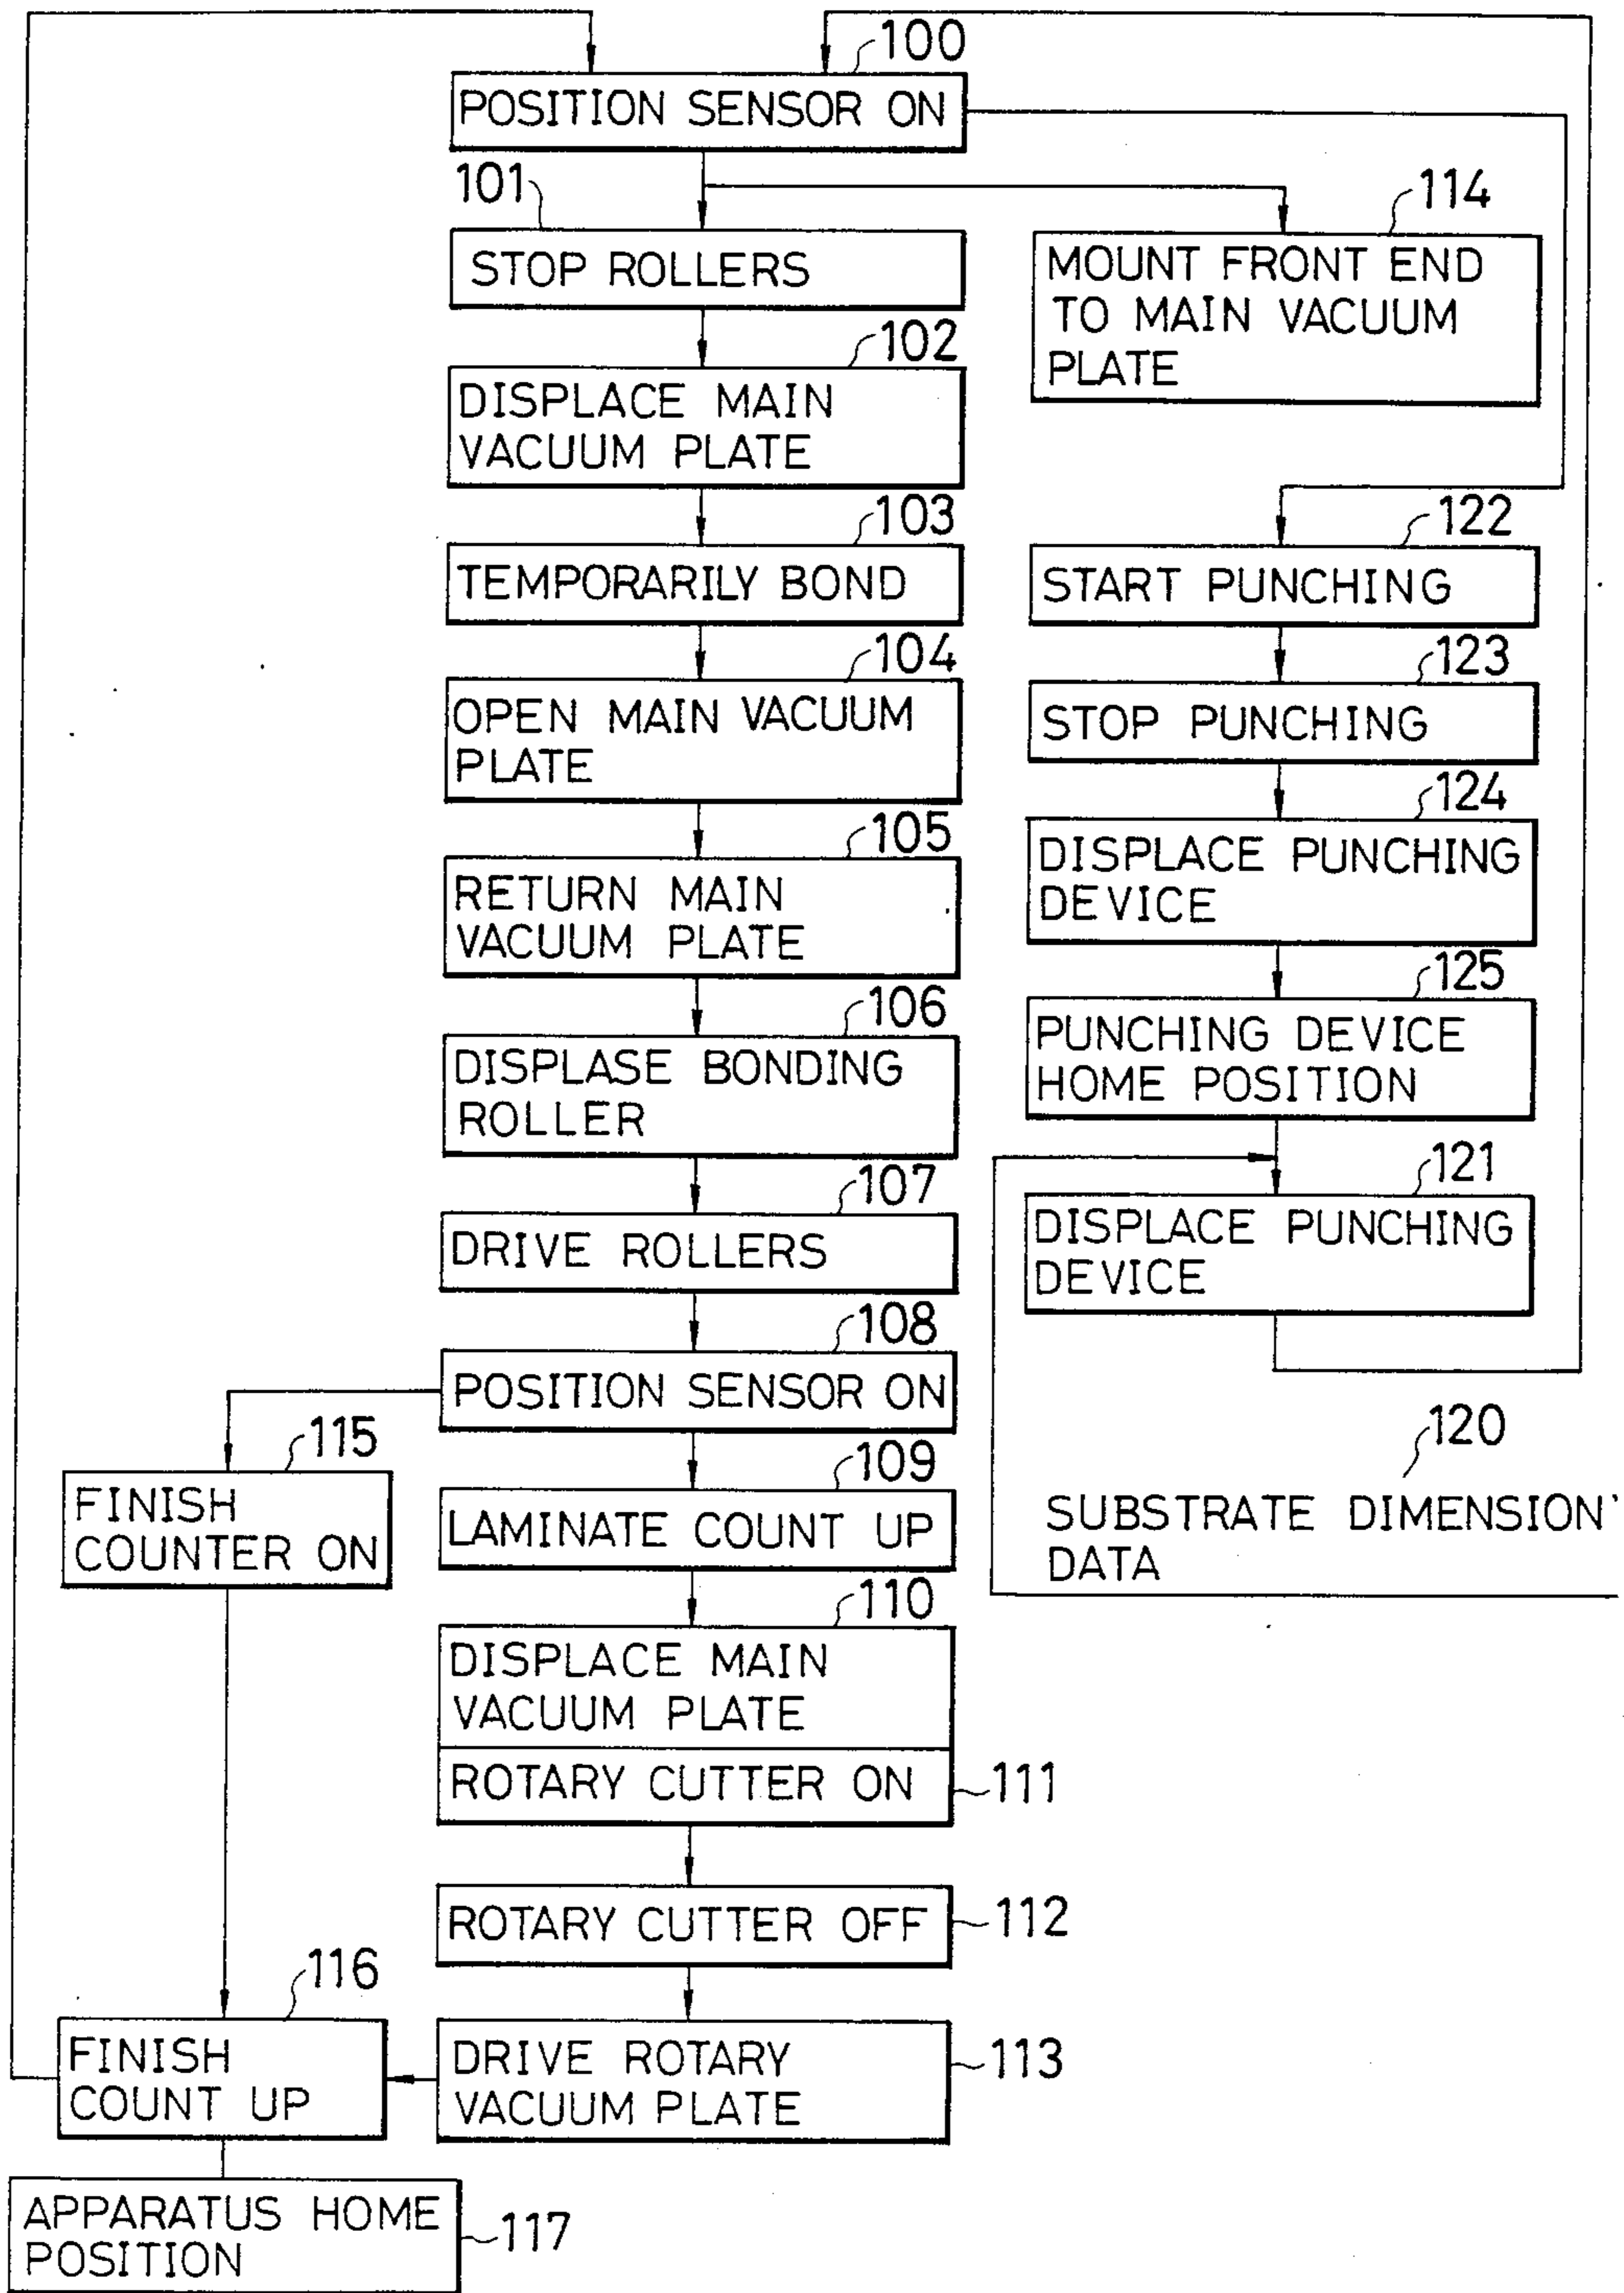 100
POSITION SENSOR ON
101
STOP ROLLERS
114
MOUNT FRONT END
TO MAIN VACUUM
PLATE
102
DISPLACE MAIN
VACUUM PLATE
103
TEMPORARILY BOND
104
OPEN MAIN VACUUM
PLATE
105
RETURN MAIN
VACUUM PLATE
106
DISPLASE BONDING
ROLLER
107
DRIVE ROLLERS
108
POSITION SENSOR ON
109
LAMINATE COUNT UP
110
DISPLACE MAIN
VACUUM PLATE
ROTARY CUTTER ON
111
ROTARY CUTTER OFF
112
DRIVE ROTARY
VACUUM PLATE
113
122
START PUNCHING
123
STOP PUNCHING
124
DISPLACE PUNCHING
DEVICE
125
PUNCHING DEVICE
HOME POSITION
121
DISPLACE PUNCHING
DEVICE
120
SUBSTRATE DIMENSION
DATA
115
FINISH
COUNTER ON
116
FINISH
COUNT UP
APPARATUS HOME
POSITION
117